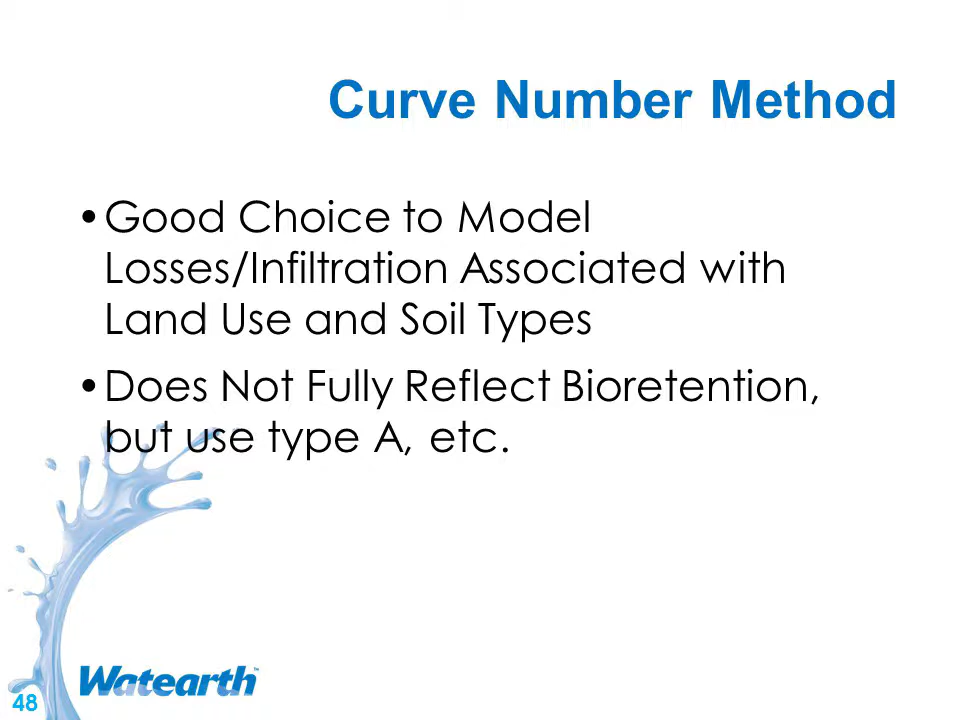 Curve Number Method
•Good Choice to Model
Losses/Infiltration Associated with
Land Use and Soil Types
•Does Not Fully Reflect Bioretention,
but use type A, etc.
Watearth™
48